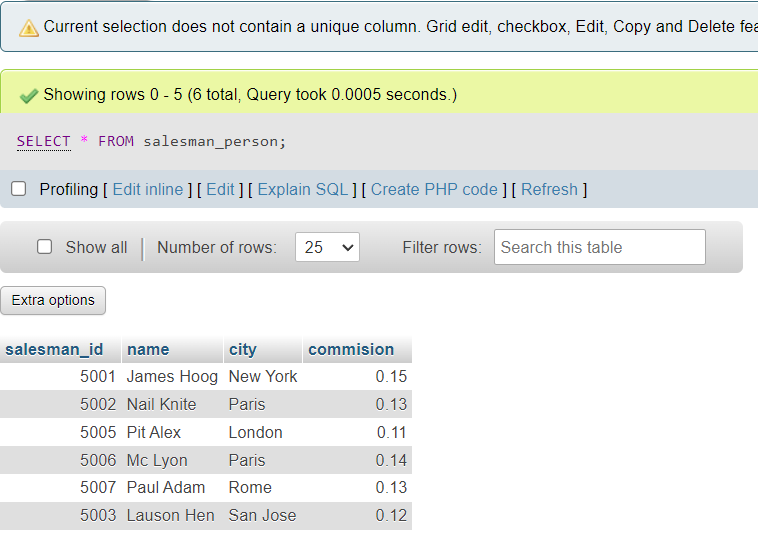 Current selection does not contain a unique column. Grid edit, checkbox, Edit, Copy and Delete
Showing rows 0 - 5 (6 total, Query took 0.0005 seconds.)
SELECT * FROM salesman_person;
Profiling [ Edit inline ] [ Edit ] [ Explain SQL ] [ Create PHP code ] [ Refresh ]
Show all Number of rows: 25 Filter rows: Search this table
Extra options
salesman_id name city commision
5001 James Hoog New York 0.15
5002 Nail Knite Paris 0.13
5005 Pit Alex London 0.11
5006 Mc Lyon Paris 0.14
5007 Paul Adam Rome 0.13
5003 Lauson Hen San Jose 0.12